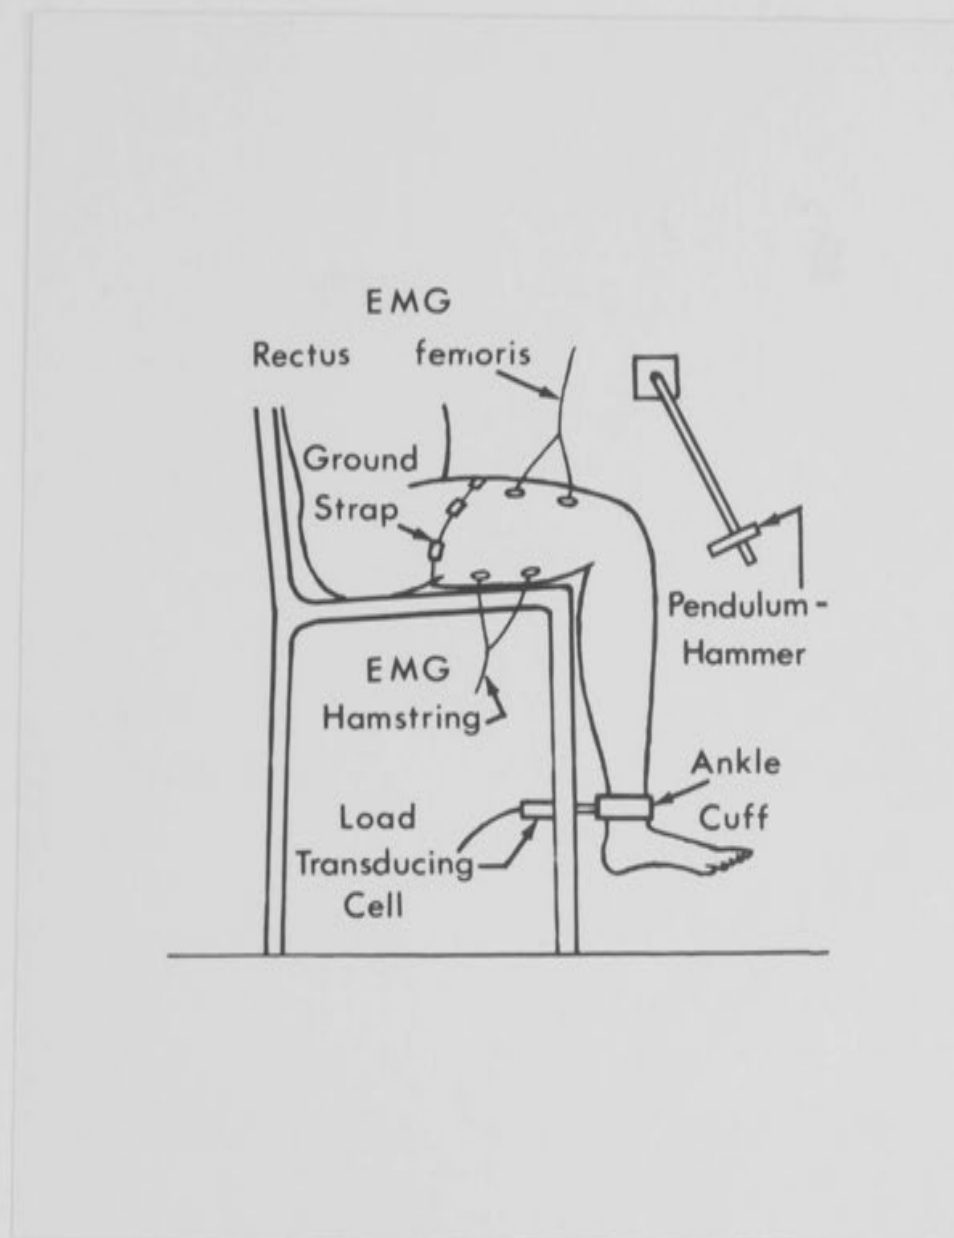 EMG
Rectus femoris
Ground
Strap
Pendulum-
Hammer
EMG
Hamstring
Ankle
Cuff
Load
Transducing
Cell